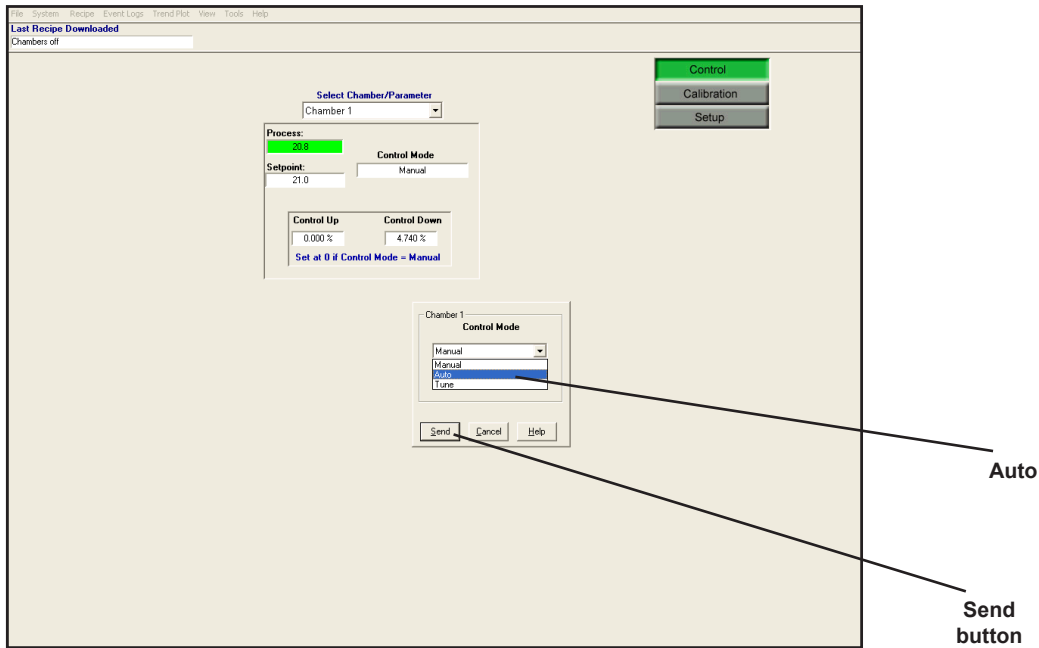 File System Recipe Event Logs Trend Plot View Tools Help
Last Recipe Downloaded
Chambers off
Control
Calibration
Setup
Select Chamber/Parameter
Chamber 1
Process:
20.8
Control Mode
Manual
Setpoint:
21.0
Control Up Control Down
0.000 % 4.740 %
Set at 0 if Control Mode = Manual
Chamber 1
Control Mode
Manual
Manual
Auto
Tune
Send Cancel Help
Auto
Send
button